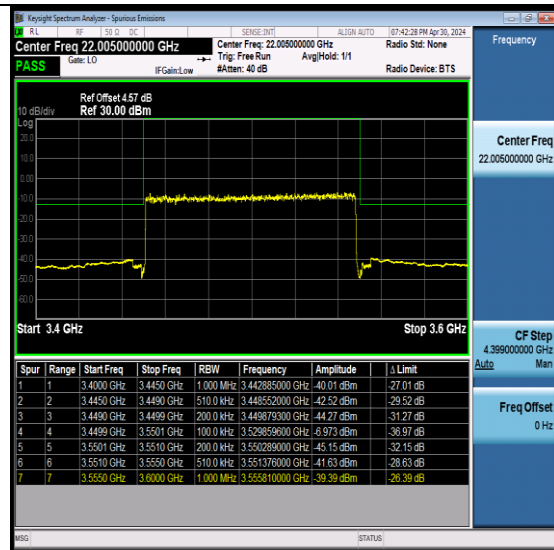 Keysight Spectrum Analyzer - Spurious Emissions
RL RF 50 Ω DC SENSE:INT ALIGN AUTO 07:42:28 PM Apr 30, 2024
Center Freq 22.005000000 GHz Center Freq: 22.005000000 GHz Radio Std: None Frequency
PASS Gate: LO Trig: Free Run Avg|Hold: 1/1
IFGain:Low #Atten: 40 dB Radio Device: BTS
Ref Offset 4.57 dB
10 dB/div Ref 30.00 dBm
Log
20.0
10.0
0.00
-10.0
-20.0
-30.0
-40.0
-50.0
-60.0
Start 3.4 GHz Stop 3.6 GHz
Center Freq
22.005000000 GHz
CF Step
4.399000000 GHz
Auto Man
Freq Offset
0 Hz
Spur Range Start Freq Stop Freq RBW Frequency Amplitude Δ Limit
1 1 3.4000 GHz 3.4450 GHz 1.000 MHz 3.442885000 GHz -40.01 dBm -27.01 dB
2 2 3.4450 GHz 3.4490 GHz 510.0 kHz 3.448552000 GHz -42.52 dBm -29.52 dB
3 3 3.4490 GHz 3.4499 GHz 200.0 kHz 3.449879300 GHz -44.27 dBm -31.27 dB
4 4 3.4499 GHz 3.5501 GHz 100.0 kHz 3.529859600 GHz -6.973 dBm -36.97 dB
5 5 3.5501 GHz 3.5510 GHz 200.0 kHz 3.550289000 GHz -45.15 dBm -32.15 dB
6 6 3.5510 GHz 3.5550 GHz 510.0 kHz 3.551376000 GHz -41.63 dBm -28.63 dB
7 7 3.5550 GHz 3.6000 GHz 1.000 MHz 3.555810000 GHz -39.39 dBm -26.39 dB
MSG STATUS